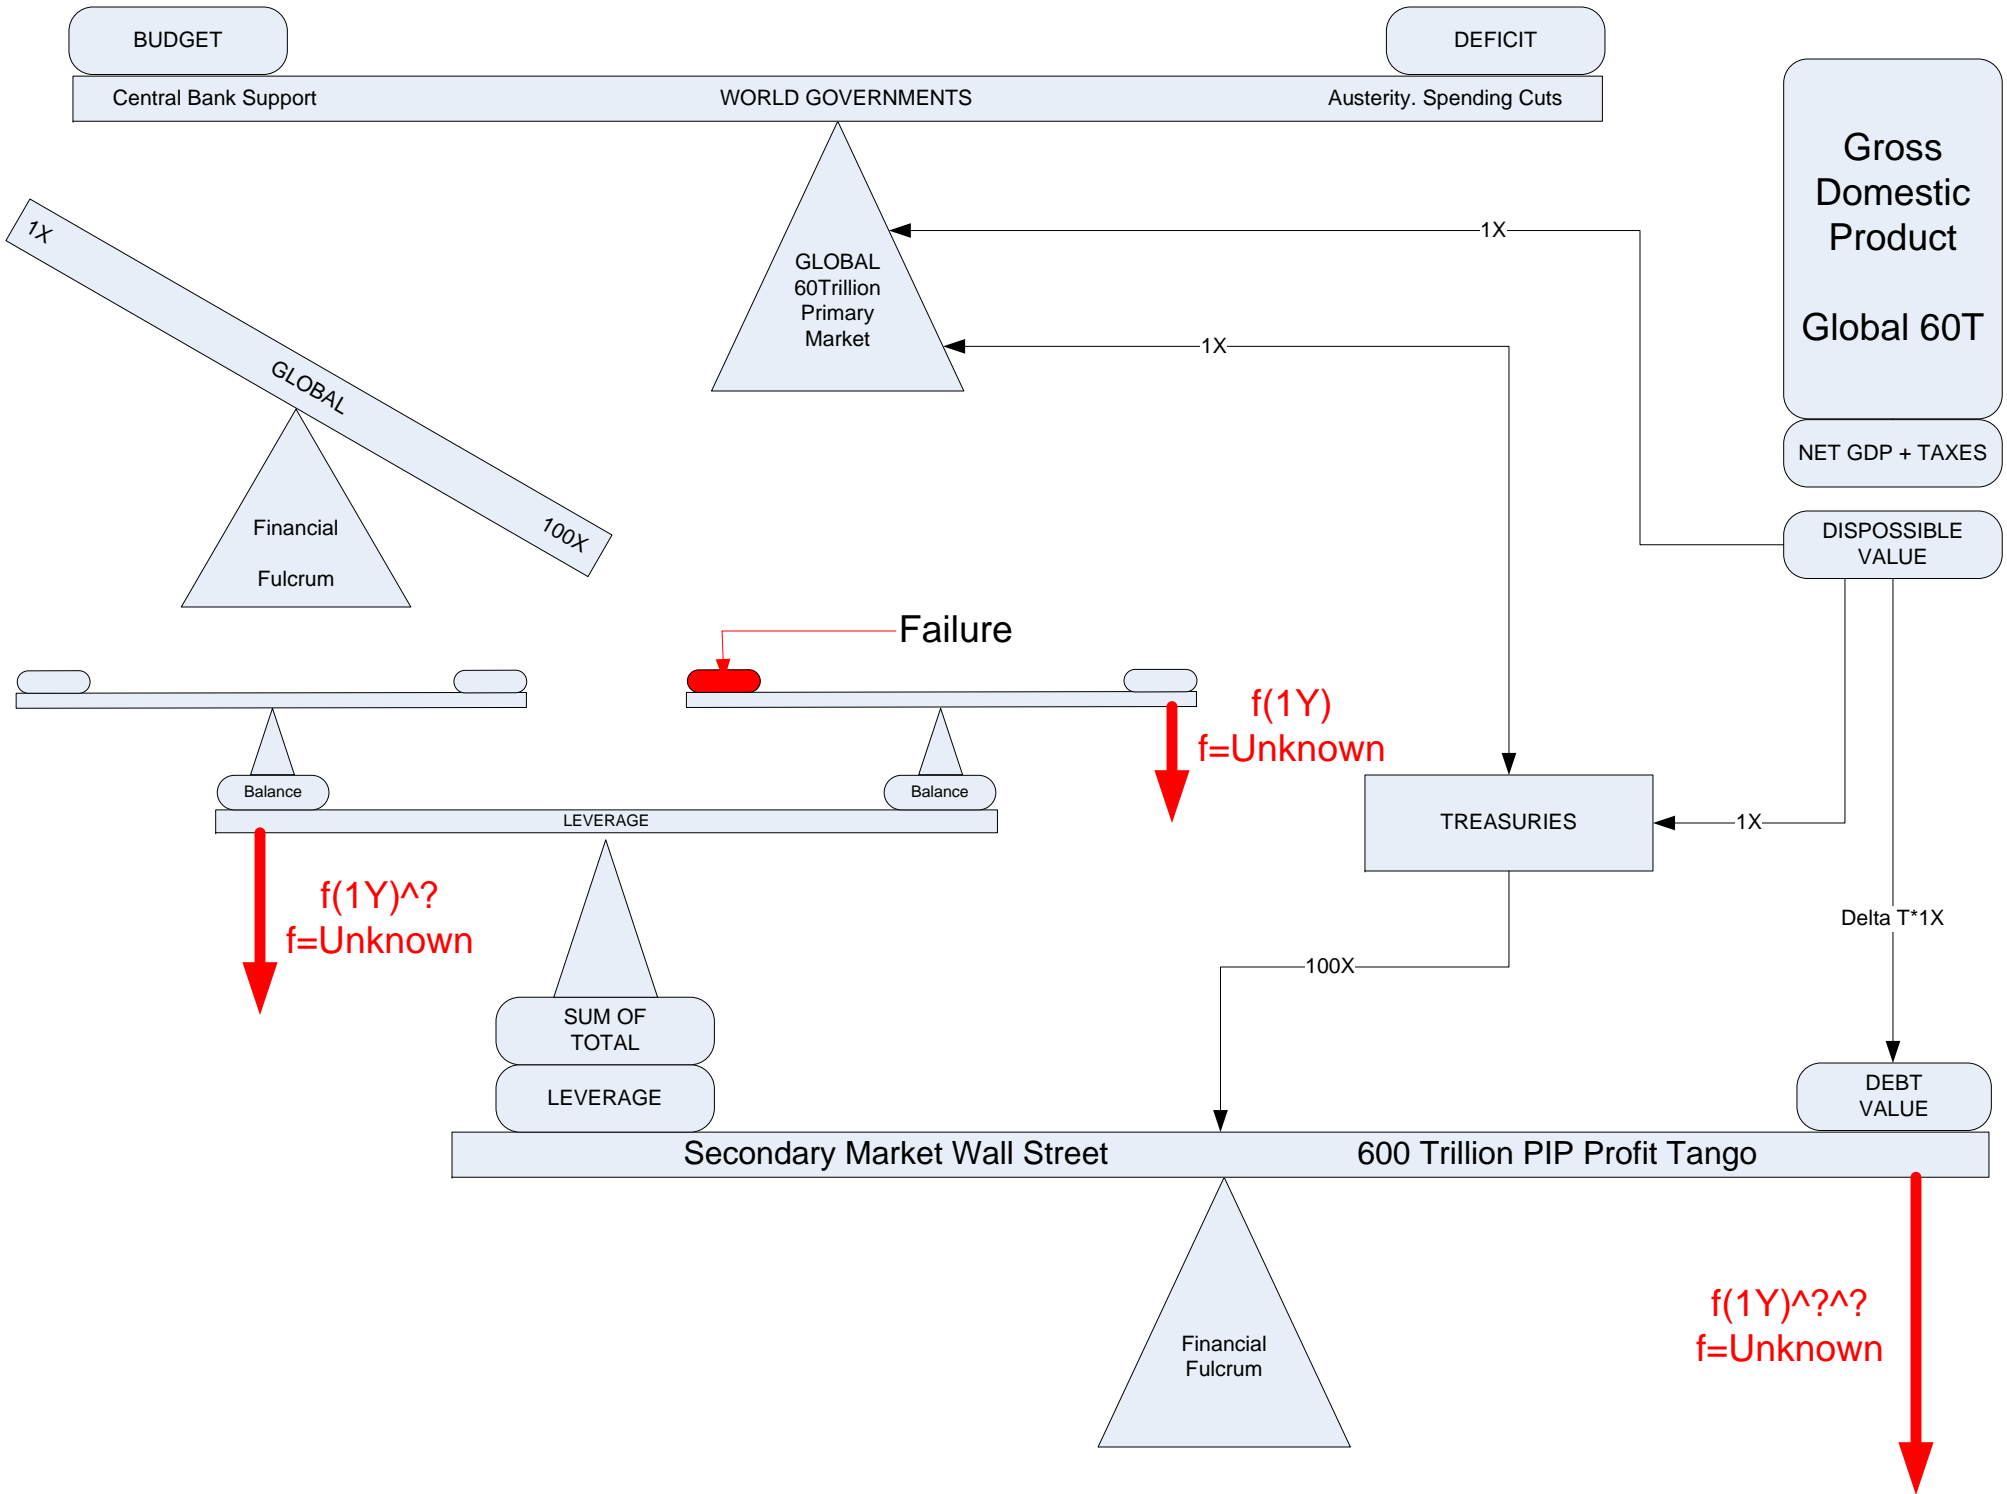 BUDGET
DEFICIT
Central Bank Support
WORLD GOVERNMENTS
Austerity. Spending Cuts
Gross
Domestic
Product
Global 60T
1X
1X
GLOBAL
60Trillion
Primary
Market
1X
GLOBAL
100X
Financial
Fulcrum
NET GDP + TAXES
DISPOSSIBLE
VALUE
Failure
f(1Y)
f=Unknown
Balance
Balance
LEVERAGE
TREASURIES
1X
f(1Y)^?
f=Unknown
Delta T*1X
100X
SUM OF
TOTAL
LEVERAGE
DEBT
VALUE
Secondary Market Wall Street
600 Trillion PIP Profit Tango
Financial
Fulcrum
f(1Y)^?^?
f=Unknown